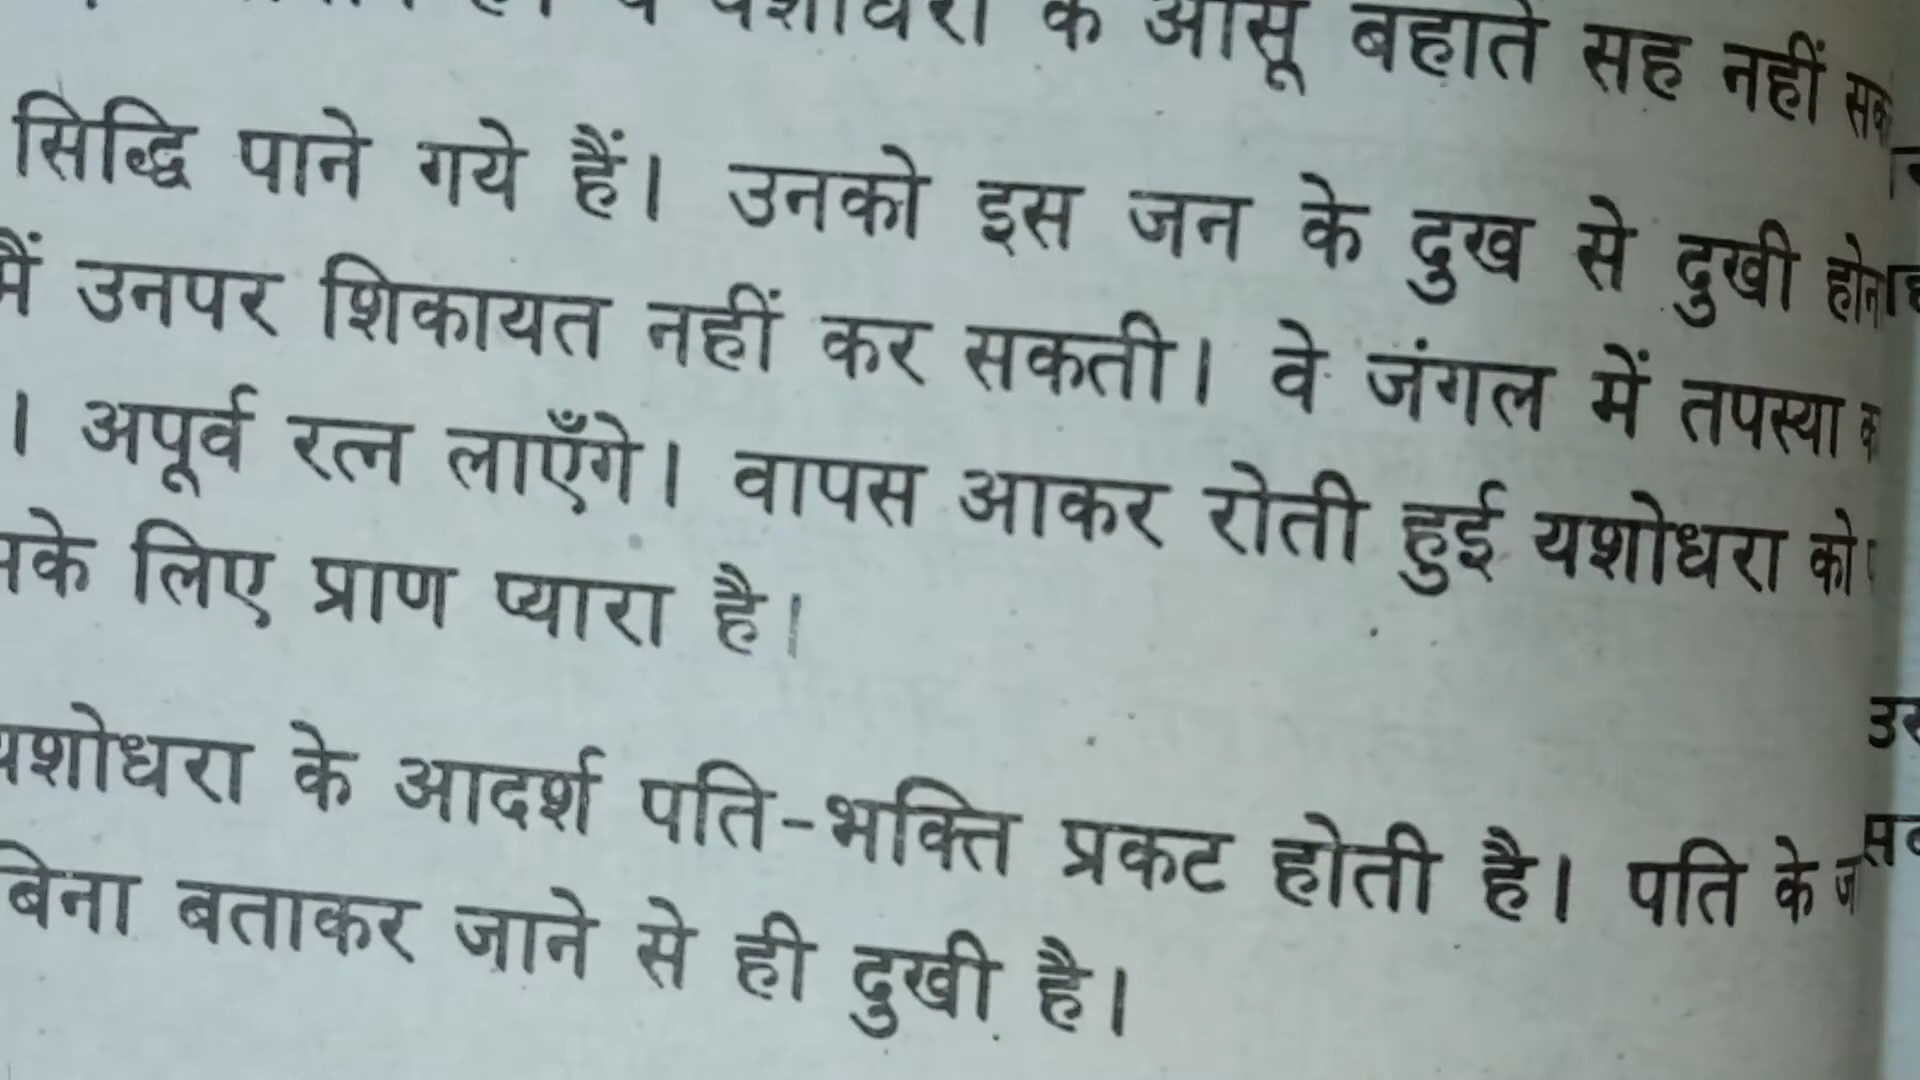 यशोधरा के आसू बहाते सह नहीं
सिद्धि पाने गये हैं। उनको इस जन के दुख से दुखी
मैं उनपर शिकायत नहीं कर सकती। वे जंगल में तपस्या
। अपूर्व रत्न लाएँगे। वापस आकर रोती हुई यशोधरा को
के लिए प्राण प्यारा है।
यशोधरा के आदर्श पति-भक्ति प्रकट होती है। पति के
बिना बताकर जाने से ही दुखी है।